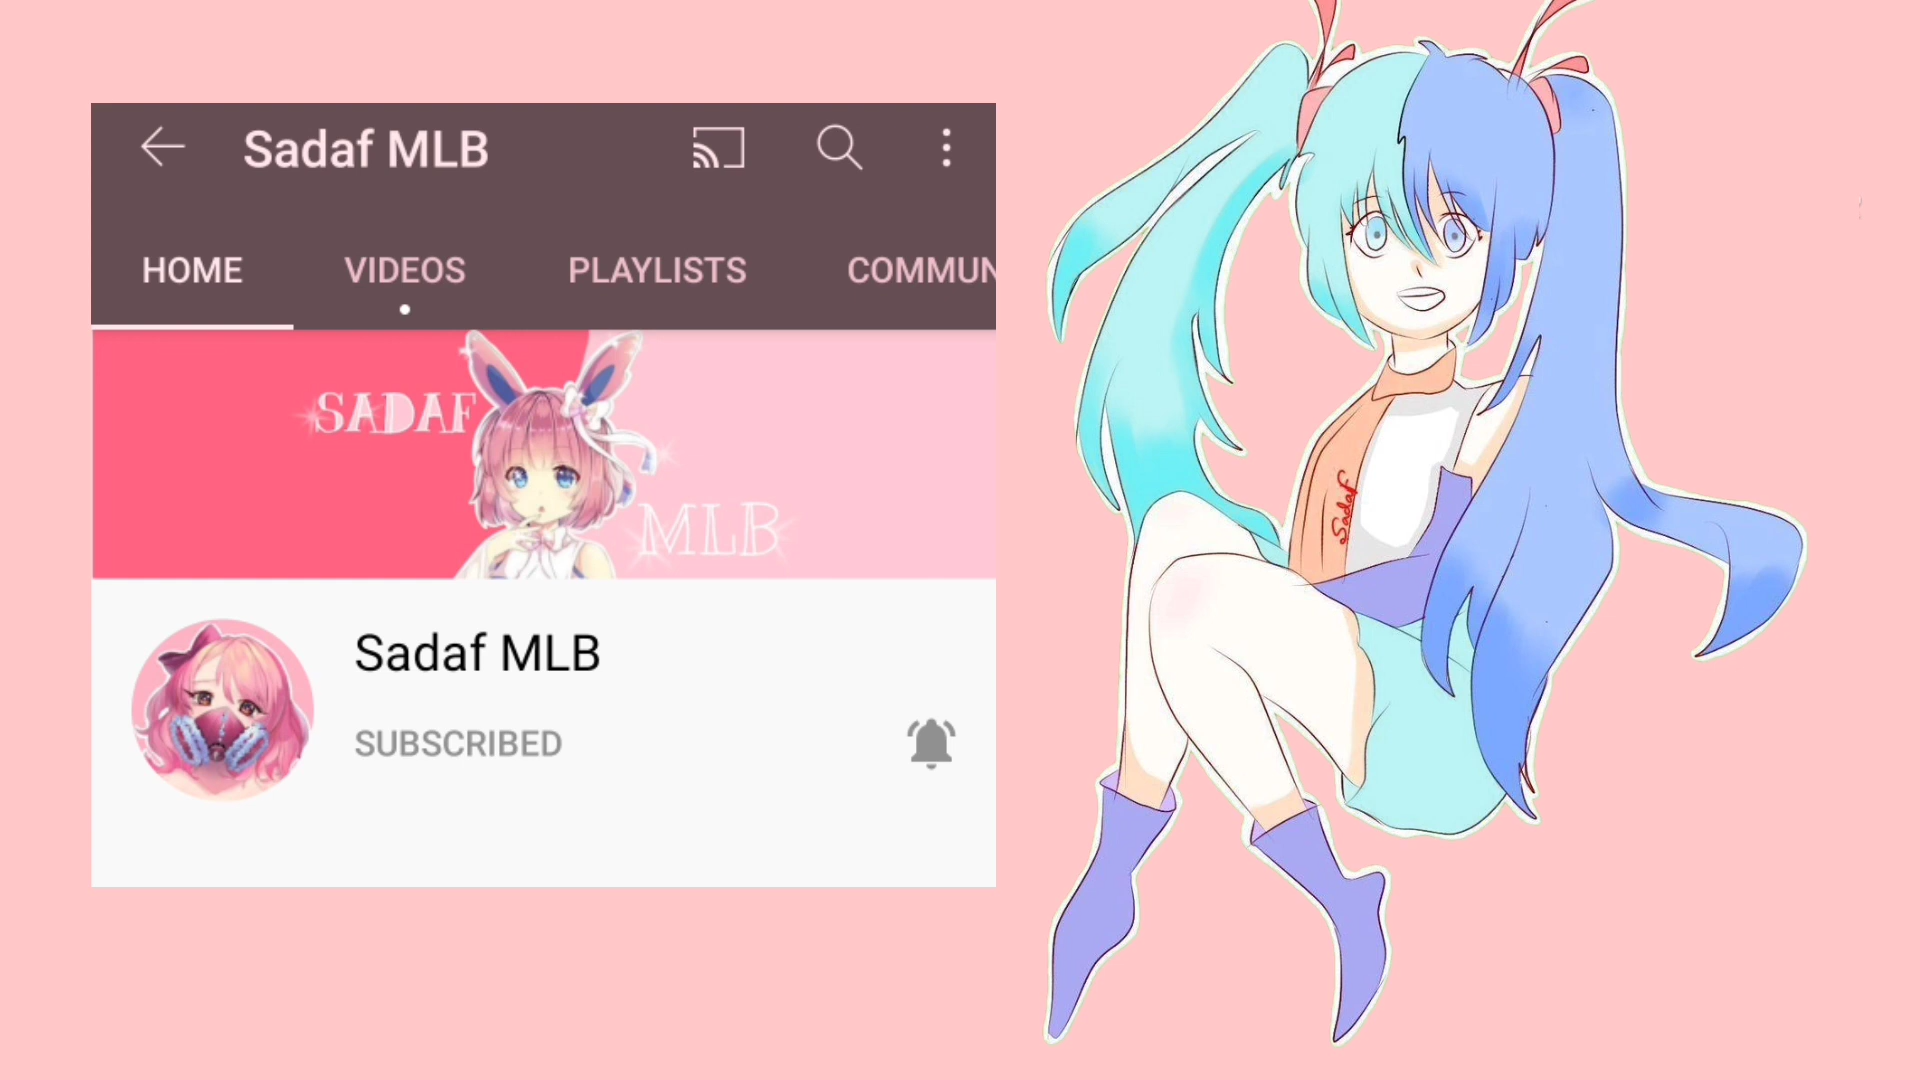 Sadaf MLB
HOME VIDEOS PLAYLISTS COMMUN
SADAF
MLB
Sadaf MLB
SUBSCRIBED
Sadaf